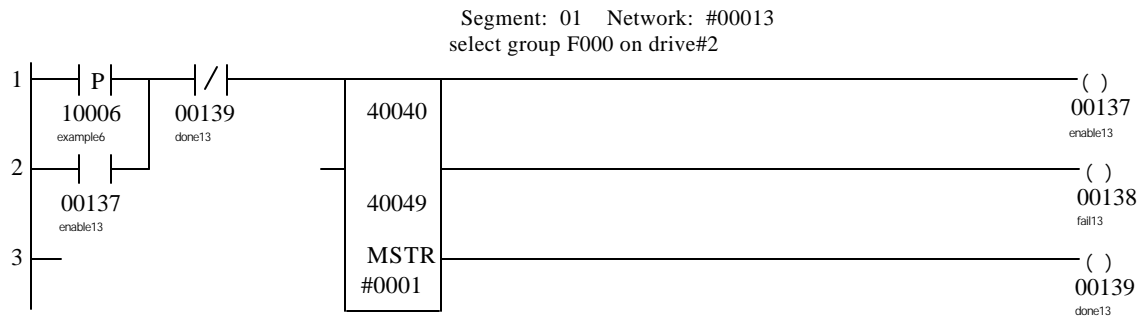 Segment: 01 Network: #00013
select group F000 on drive#2
1 P ( )
10006 00139 40040 00137
example6 done13 enable13
2 ( )
00137 40049 00138
enable13 fail13
3 MSTR ( )
#0001 00139
done13